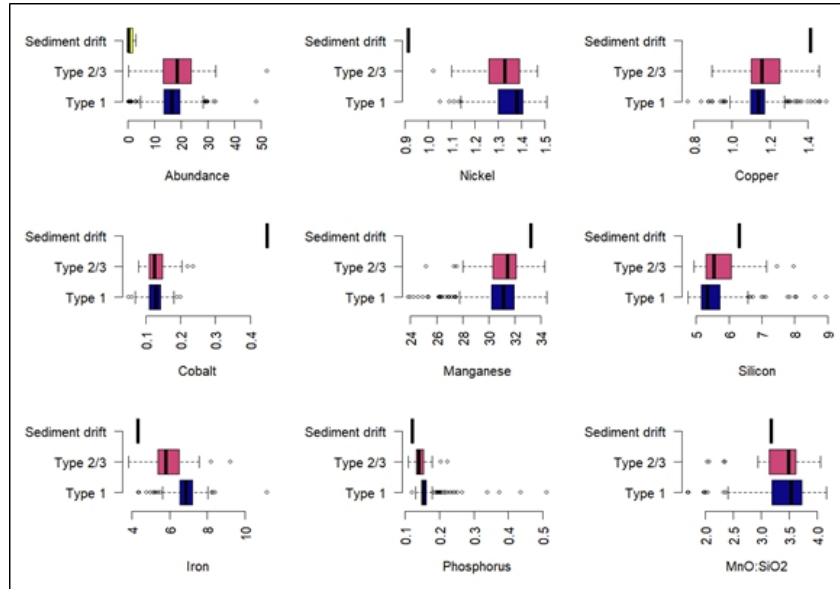 Sediment drift
Type 2/3
Type 1
0 10 20 30 40 50
Abundance
Sediment drift
Type 2/3
Type 1
0.9 1.0 1.1 1.2 1.3 1.4 1.5
Nickel
Sediment drift
Type 2/3
Type 1
0.8 1.0 1.2 1.4
Copper
Sediment drift
Type 2/3
Type 1
0.1 0.2 0.3 0.4
Cobalt
Sediment drift
Type 2/3
Type 1
24 26 28 30 32 34
Manganese
Sediment drift
Type 2/3
Type 1
5 6 7 8 9
Silicon
Sediment drift
Type 2/3
Type 1
4 6 8 10
Iron
Sediment drift
Type 2/3
Type 1
0.1 0.2 0.3 0.4 0.5
Phosphorus
Sediment drift
Type 2/3
Type 1
2.0 2.5 3.0 3.5 4.0
MnO:SiO2